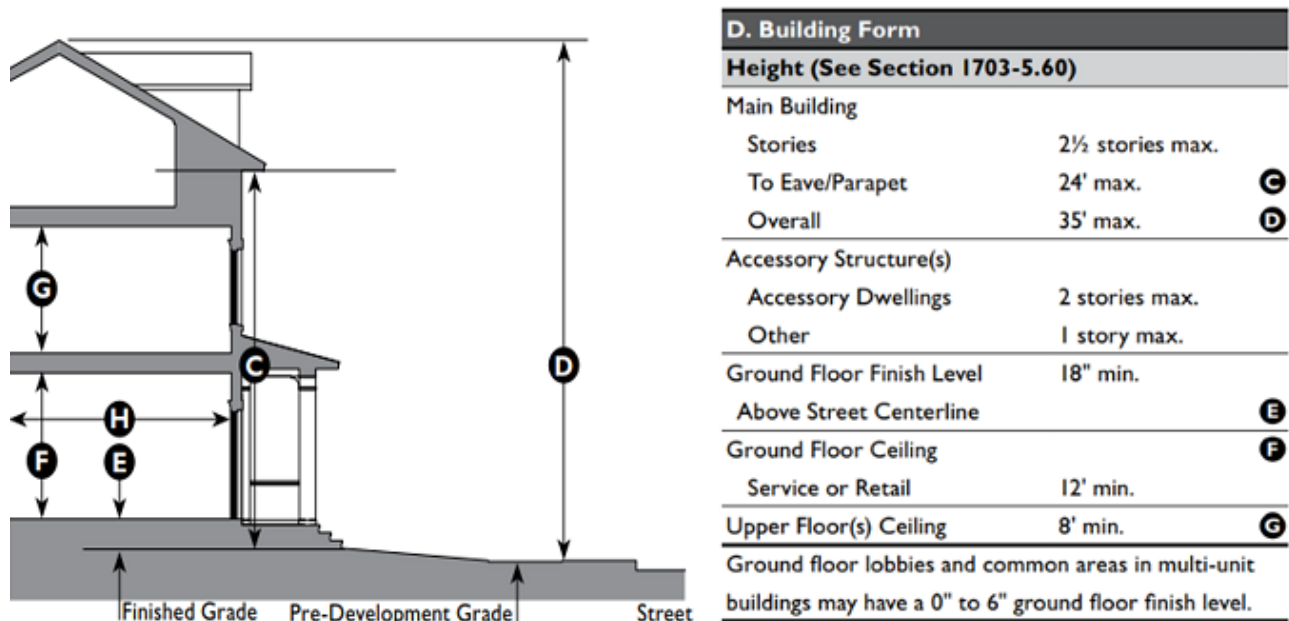 G
C
D
H
F
E
Finished Grade
Pre-Development Grade
Street
D. Building Form
Height (See Section 1703-5.60)
Main Building
Stories 2½ stories max.
To Eave/Parapet 24' max. C
Overall 35' max. D
Accessory Structure(s)
Accessory Dwellings 2 stories max.
Other 1 story max.
Ground Floor Finish Level 18" min.
Above Street Centerline E
Ground Floor Ceiling F
Service or Retail 12' min.
Upper Floor(s) Ceiling 8' min. G
Ground floor lobbies and common areas in multi-unit
buildings may have a 0" to 6" ground floor finish level.